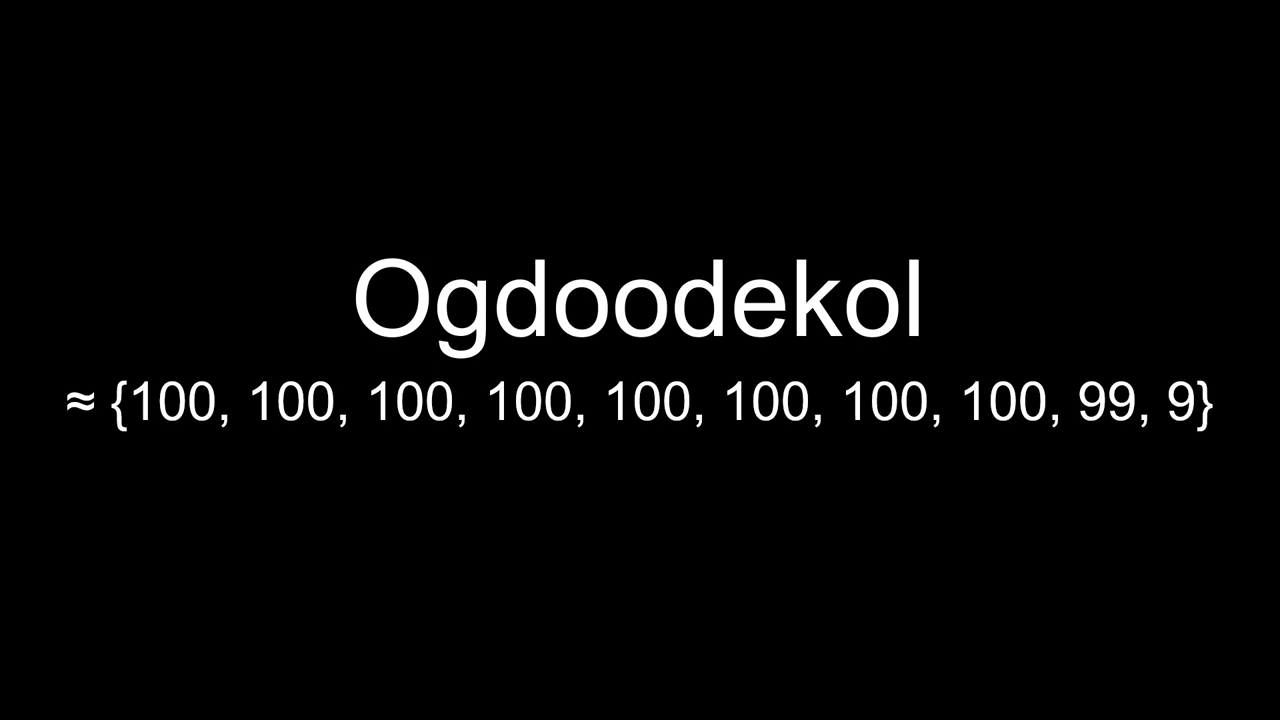 Ogdoodekol
≈ {100, 100, 100, 100, 100, 100, 100, 100, 99, 9}